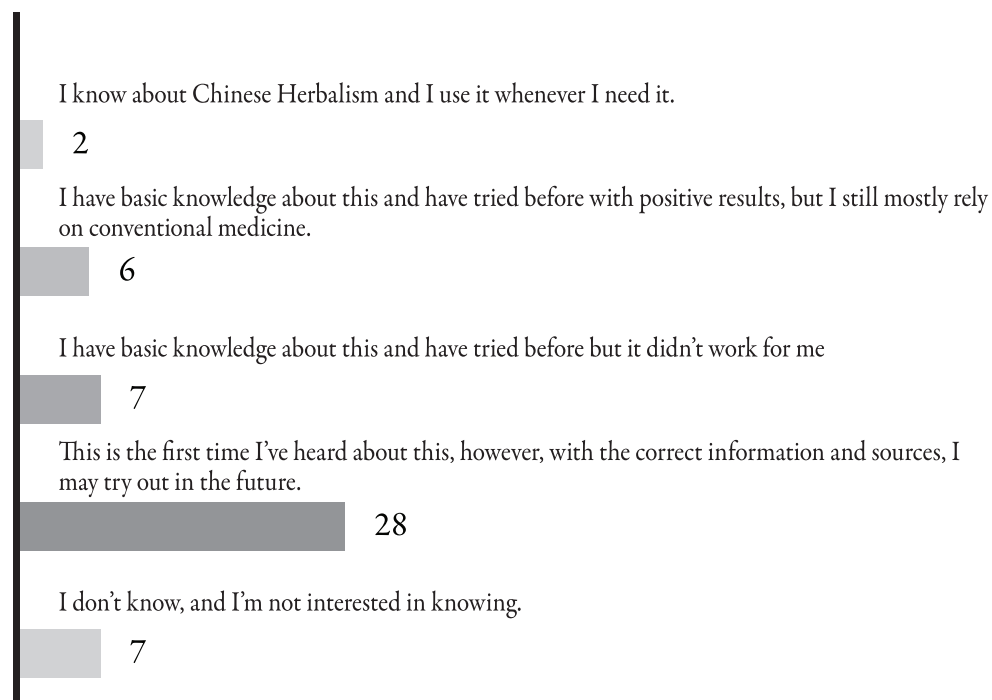 I know about Chinese Herbalism and I use it whenever I need it.
2
I have basic knowledge about this and have tried before with positive results, but I still mostly rely
on conventional medicine.
6
I have basic knowledge about this and have tried before but it didn’t work for me
7
This is the first time I’ve heard about this, however, with the correct information and sources, I
may try out in the future.
28
I don’t know, and I’m not interested in knowing.
7